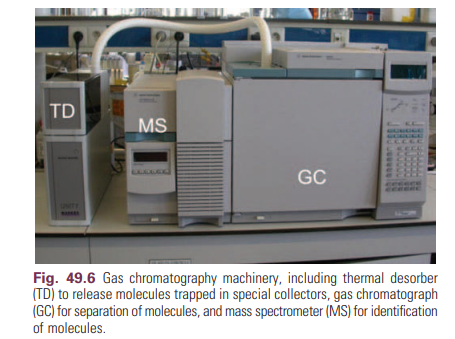 TD
MS
GC
Fig. 49.6 Gas chromatography machinery, including thermal desorber
(TD) to release molecules trapped in special collectors, gas chromatograph
(GC) for separation of molecules, and mass spectrometer (MS) for identification
of molecules.